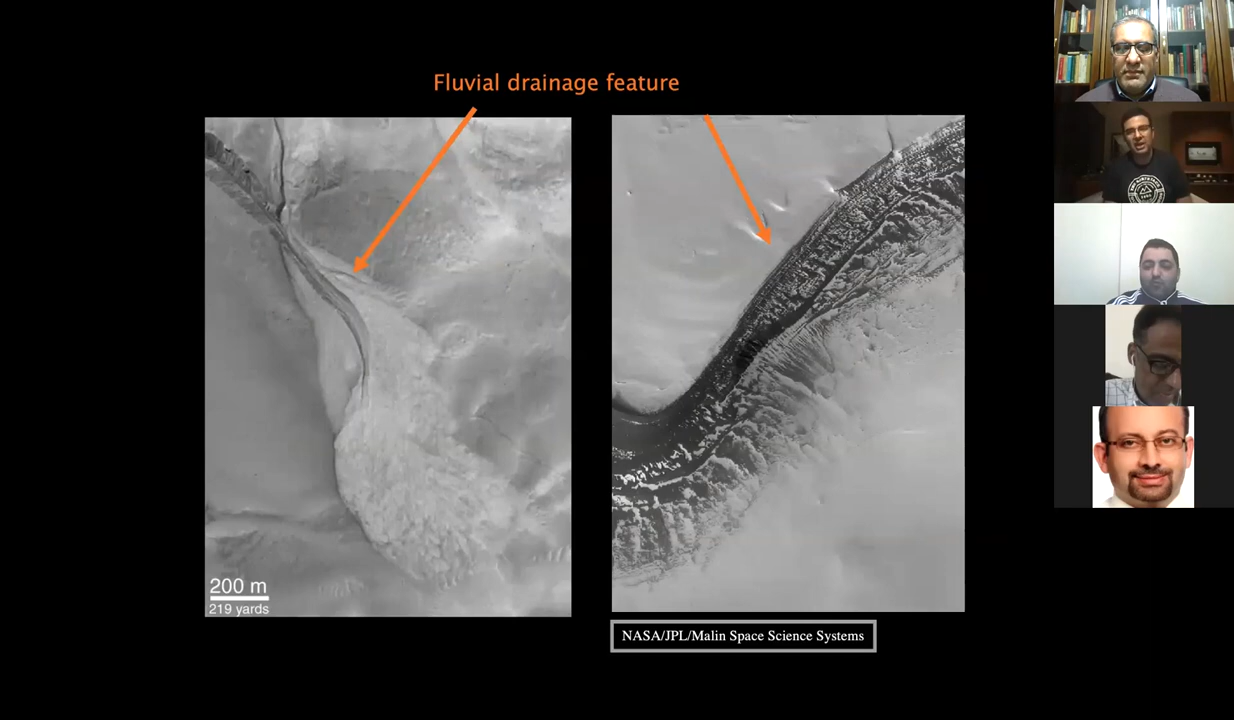 Fluvial drainage feature
200 m
219 yards
NASA/JPL/Malin Space Science Systems